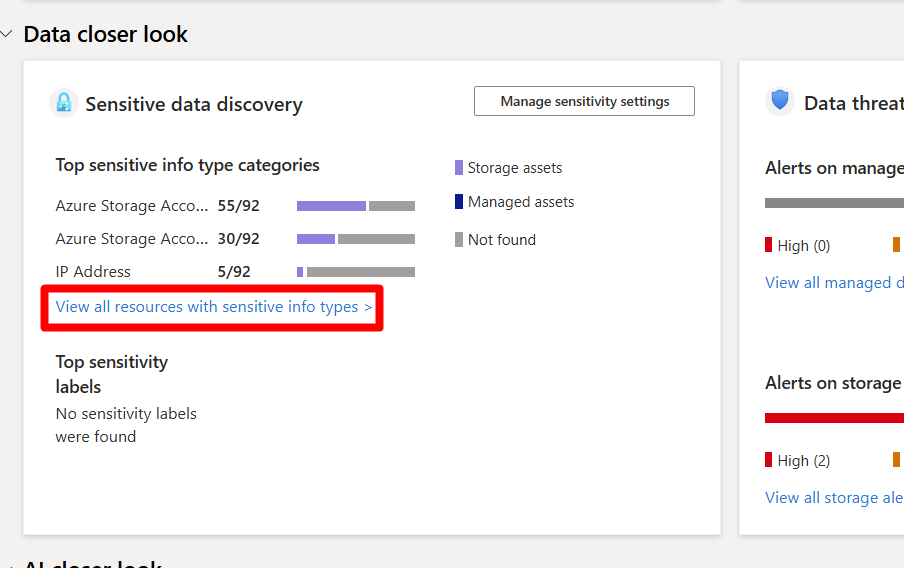 Data closer look
Sensitive data discovery
Manage sensitivity settings
Top sensitive info type categories
Azure Storage Acco... 55/92
Azure Storage Acco... 30/92
IP Address 5/92
View all resources with sensitive info types >
Storage assets
Managed assets
Not found
Top sensitivity
labels
No sensitivity labels
were found
Data threat
Alerts on manage
High (0)
View all managed d
Alerts on storage
High (2)
View all storage ale
AI closer look